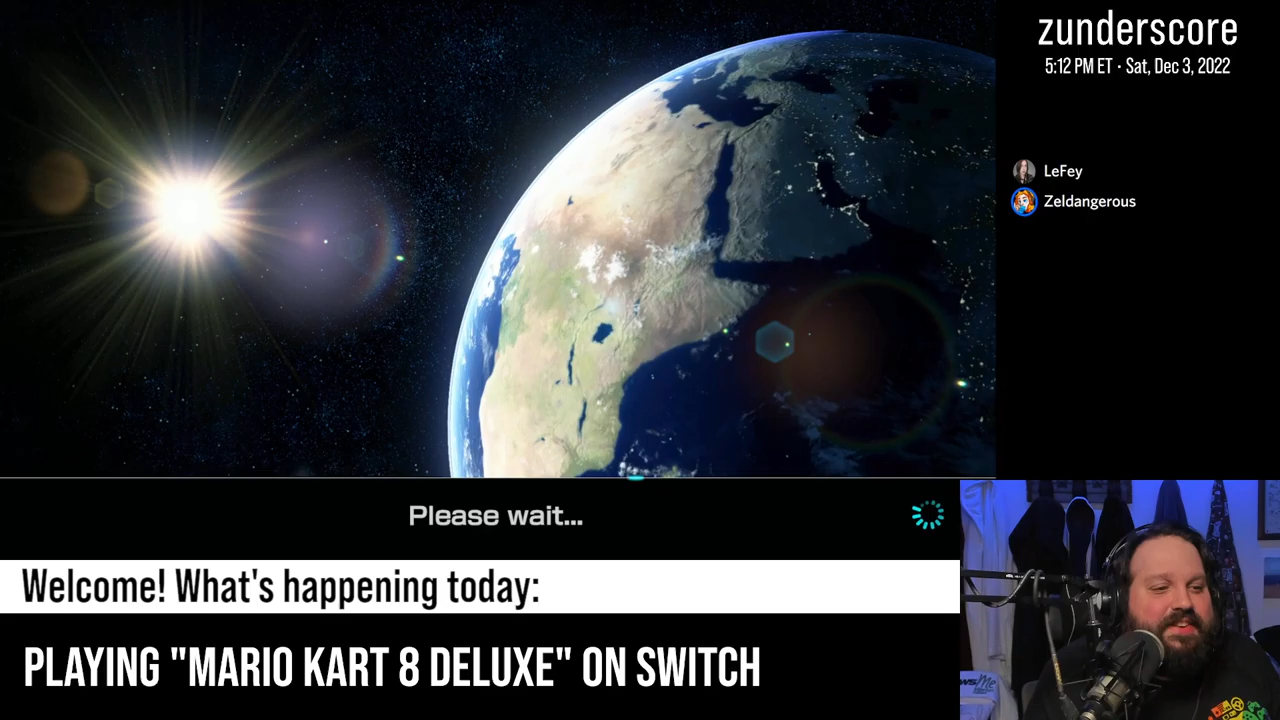 zunderscore
5:12 PM ET · Sat, Dec 3, 2022
LeFey
Zeldangerous
Please wait...
Welcome! What's happening today:
PLAYING "MARIO KART 8 DELUXE" ON SWITCH